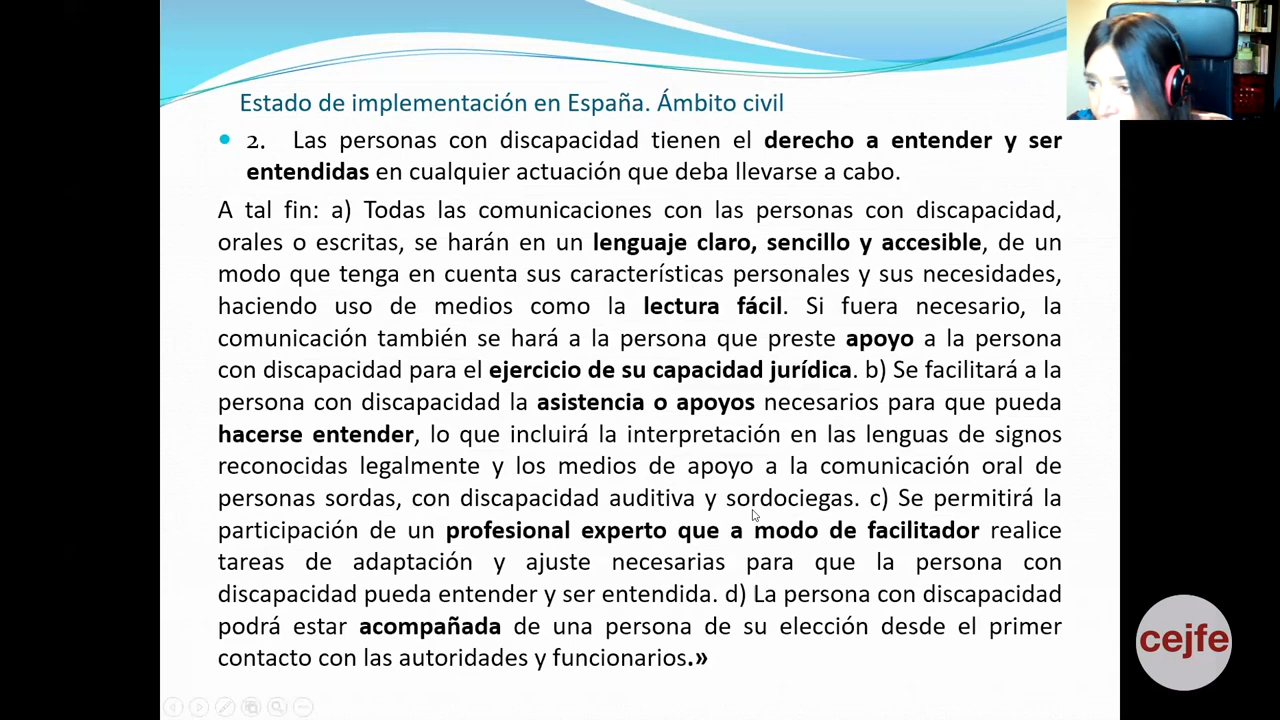 Estado de implementación en España. Ámbito civil
• 2. Las personas con discapacidad tienen el derecho a entender y ser
entendidas en cualquier actuación que deba llevarse a cabo.
A tal fin: a) Todas las comunicaciones con las personas con discapacidad,
orales o escritas, se harán en un lenguaje claro, sencillo y accesible, de un
modo que tenga en cuenta sus características personales y sus necesidades,
haciendo uso de medios como la lectura fácil. Si fuera necesario, la
comunicación también se hará a la persona que preste apoyo a la persona
con discapacidad para el ejercicio de su capacidad jurídica. b) Se facilitará a la
persona con discapacidad la asistencia o apoyos necesarios para que pueda
hacerse entender, lo que incluirá la interpretación en las lenguas de signos
reconocidas legalmente y los medios de apoyo a la comunicación oral de
personas sordas, con discapacidad auditiva y sordociegas. c) Se permitirá la
participación de un profesional experto que a modo de facilitador realice
tareas de adaptación y ajuste necesarias para que la persona con
discapacidad pueda entender y ser entendida. d) La persona con discapacidad
podrá estar acompañada de una persona de su elección desde el primer
contacto con las autoridades y funcionarios.»
cejfe